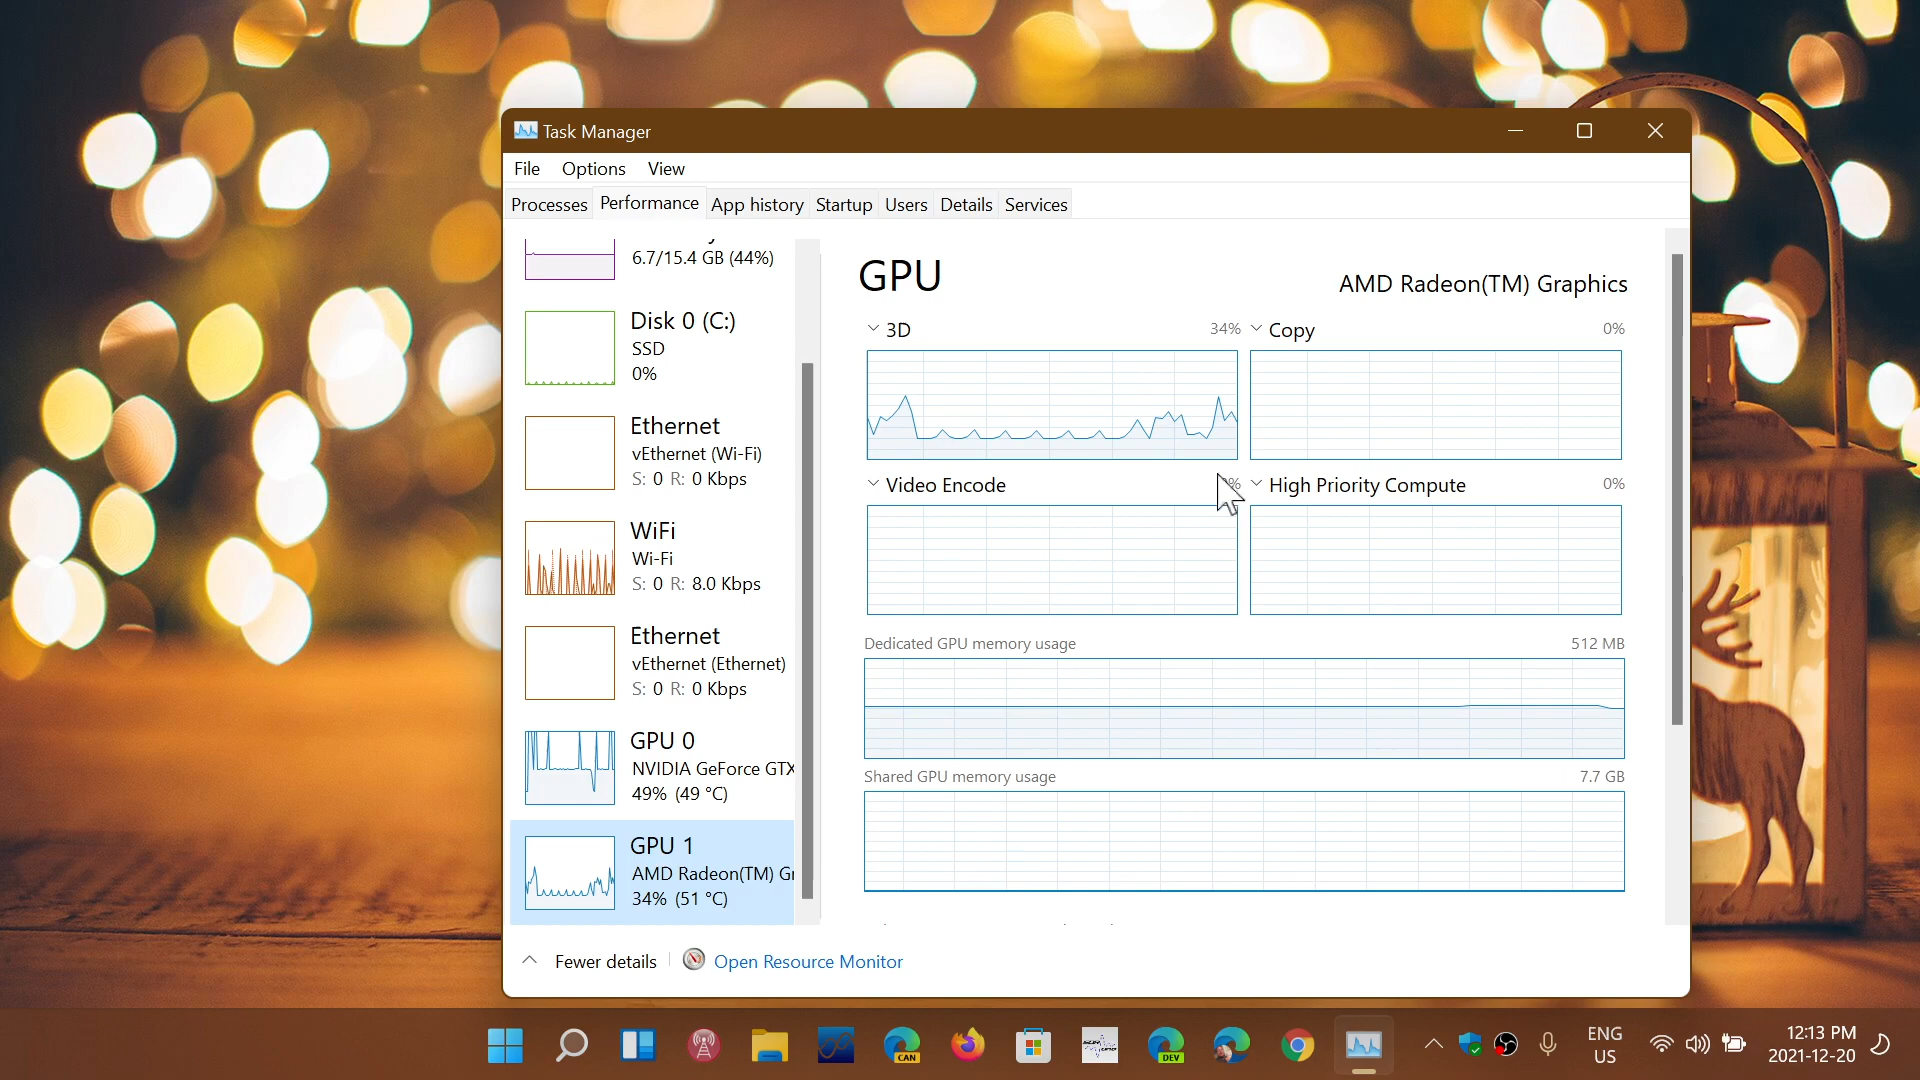 Task Manager
File Options View
Processes Performance App history Startup Users Details Services
6.7/15.4 GB (44%)
Disk 0 (C:)
SSD
0%
Ethernet
vEthernet (Wi-Fi)
S: 0 R: 0 Kbps
WiFi
Wi-Fi
S: 0 R: 8.0 Kbps
Ethernet
vEthernet (Ethernet)
S: 0 R: 0 Kbps
GPU 0
NVIDIA GeForce GTX
49% (49 °C)
GPU 1
AMD Radeon(TM) Gr
34% (51 °C)
GPU
AMD Radeon(TM) Graphics
3D 34%
Copy 0%
Video Encode
High Priority Compute 0%
Dedicated GPU memory usage 512 MB
Shared GPU memory usage 7.7 GB
Fewer details
Open Resource Monitor
CAN
DEV
ENG
US
12:13 PM
2021-12-20